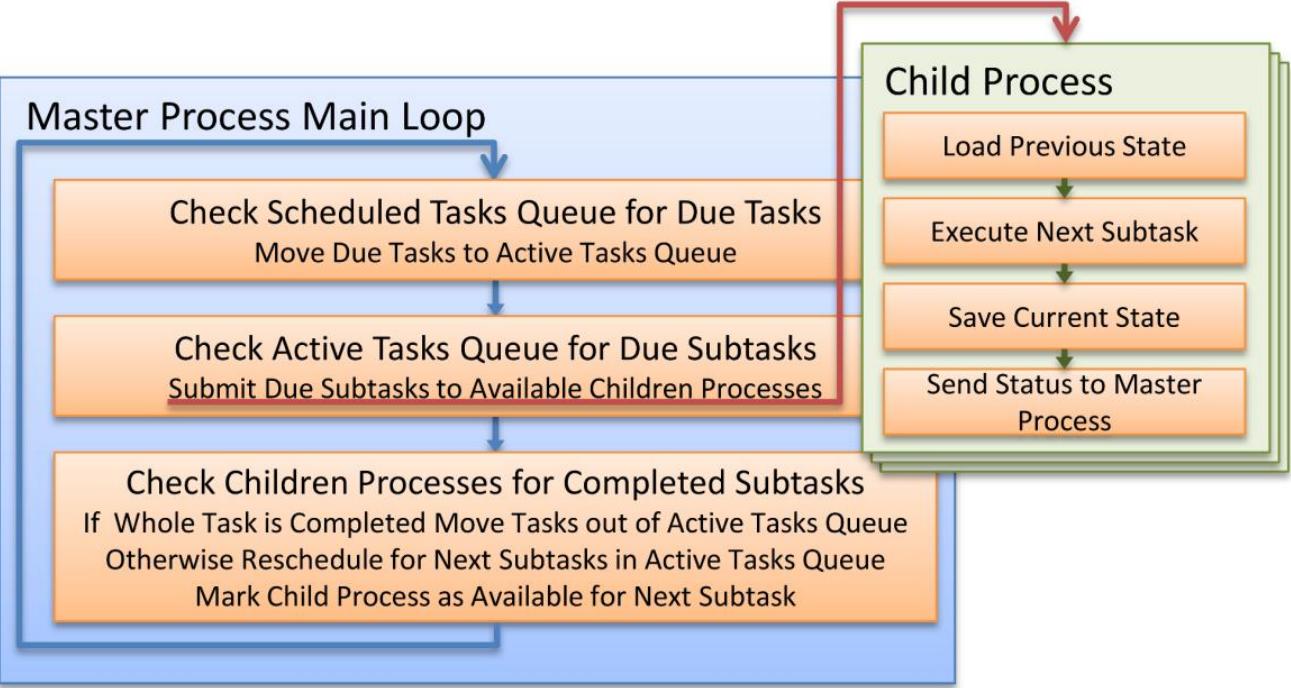 Master Process Main Loop
Check Scheduled Tasks Queue for Due Tasks
Move Due Tasks to Active Tasks Queue
Check Active Tasks Queue for Due Subtasks
Submit Due Subtasks to Available Children Processes
Check Children Processes for Completed Subtasks
If Whole Task is Completed Move Tasks out of Active Tasks Queue
Otherwise Reschedule for Next Subtasks in Active Tasks Queue
Mark Child Process as Available for Next Subtask
Child Process
Load Previous State
Execute Next Subtask
Save Current State
Send Status to Master
Process